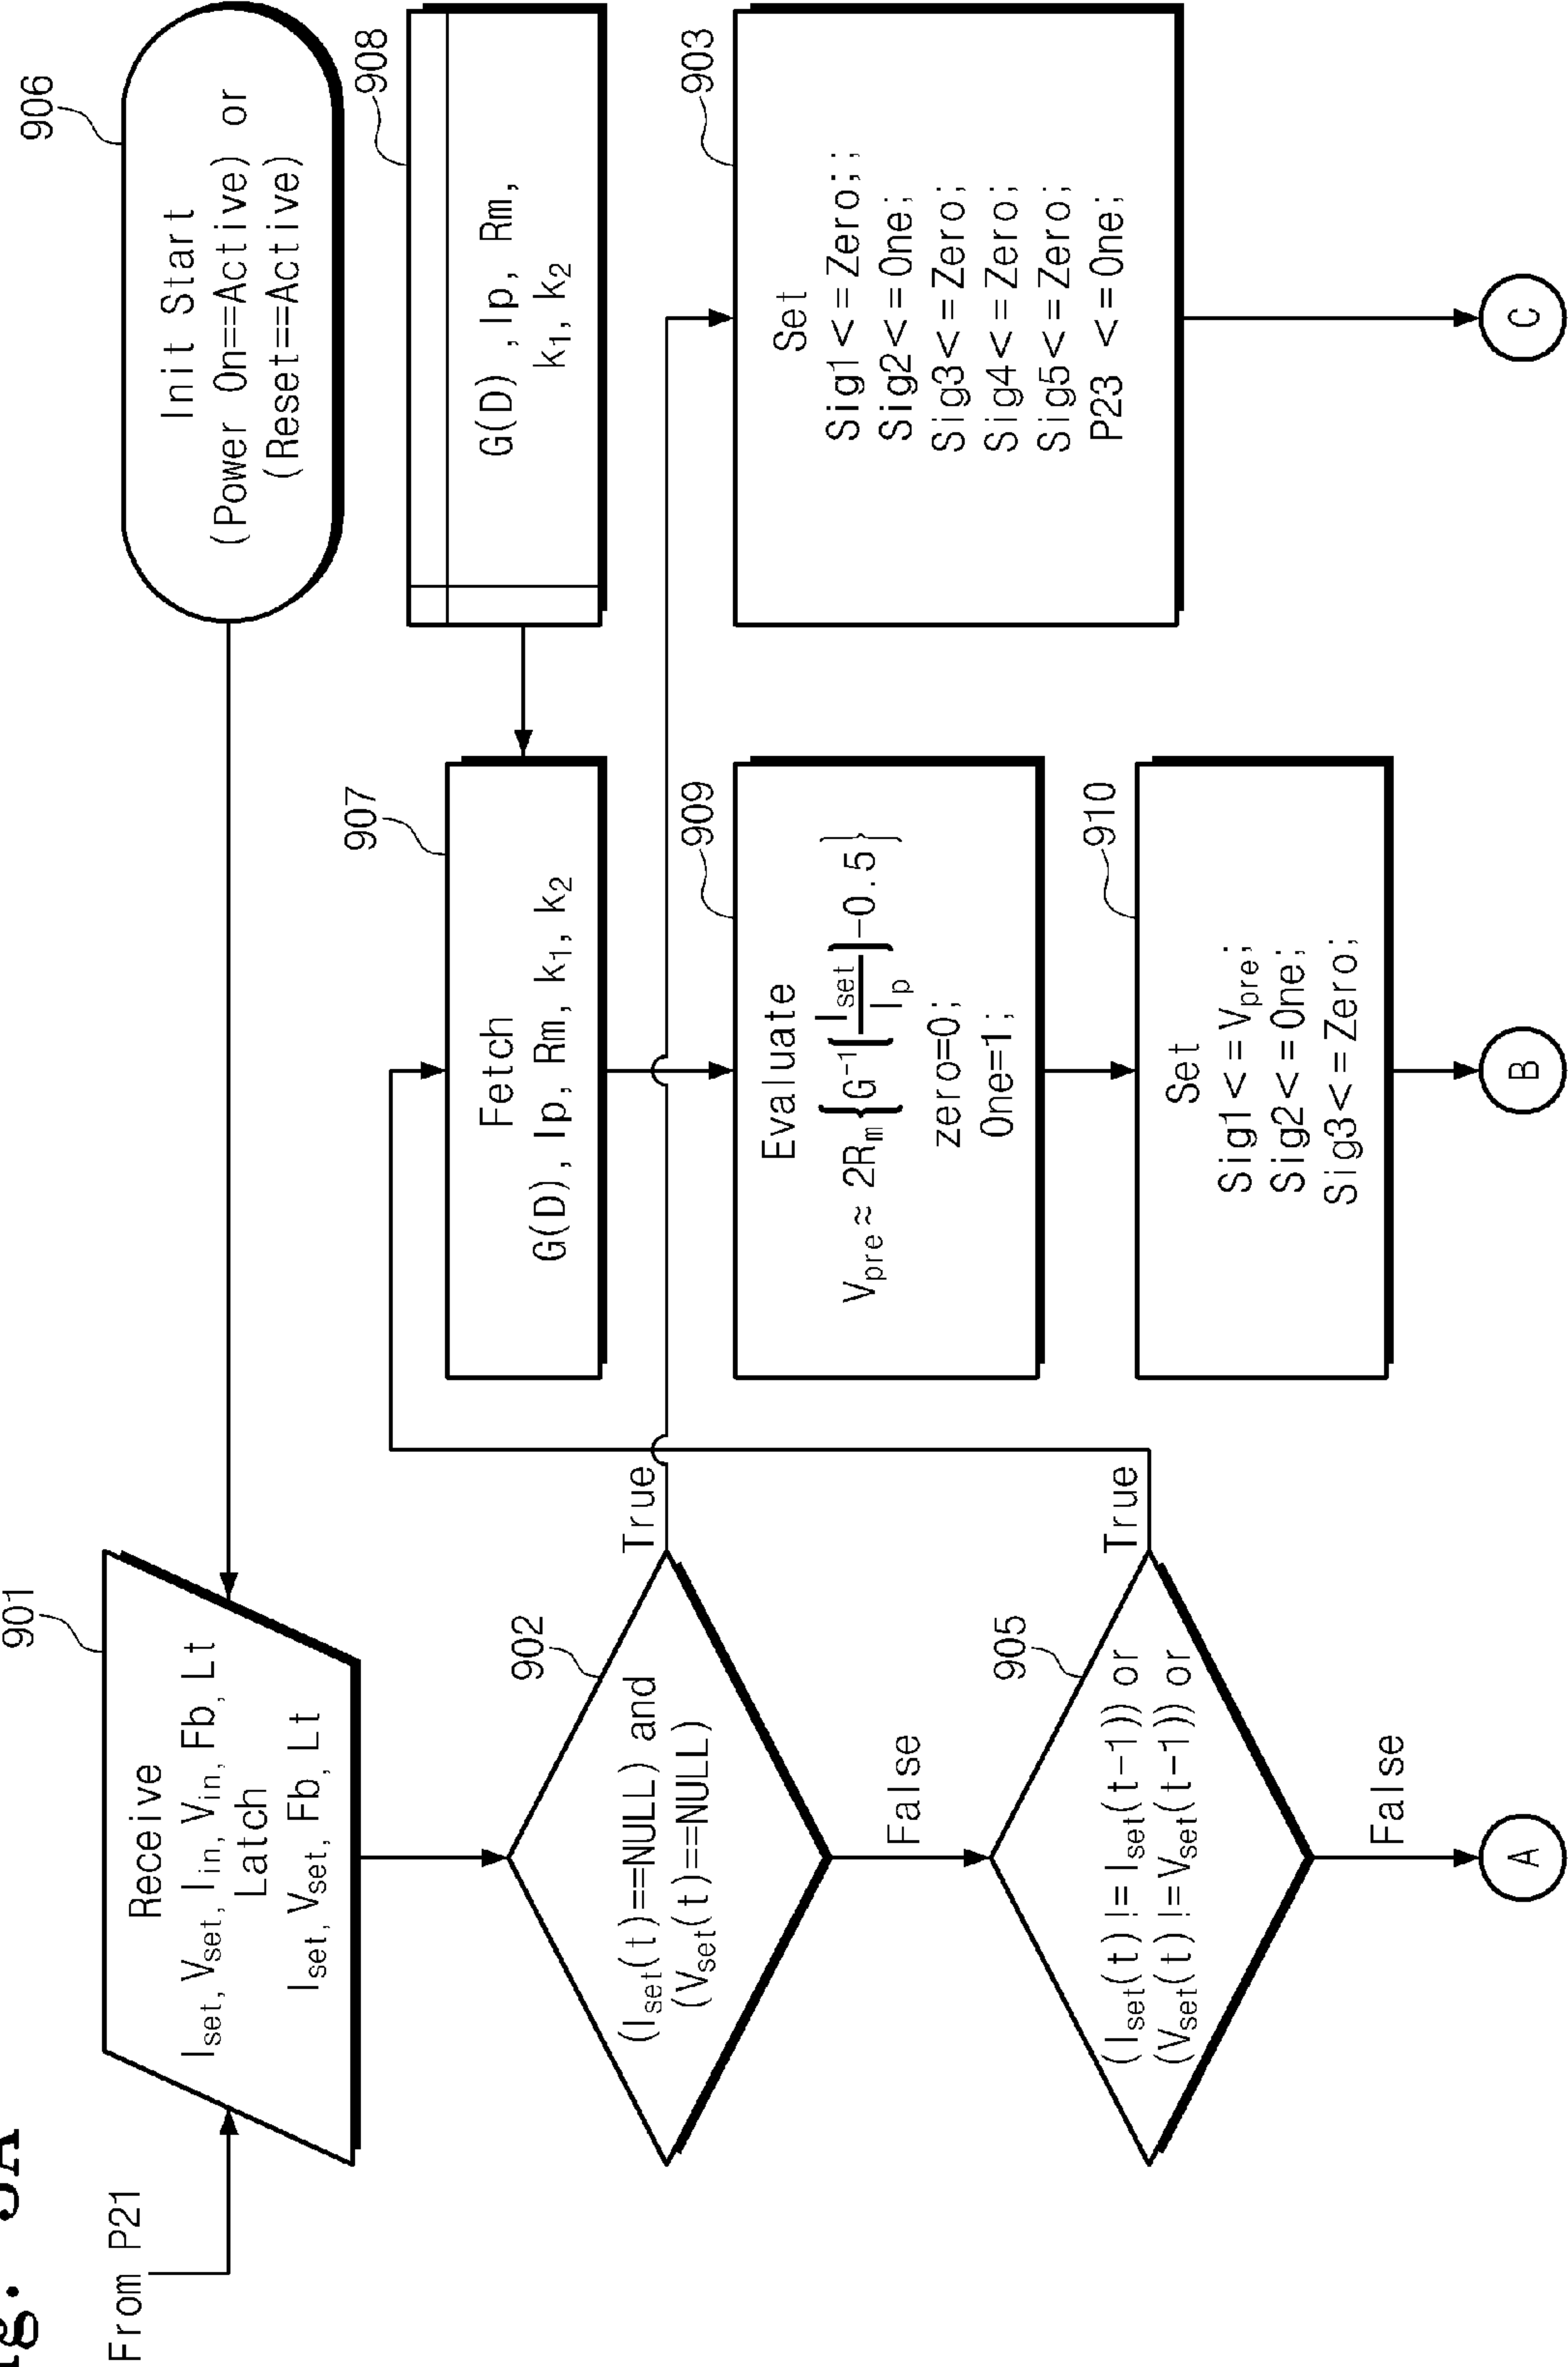 From P21
901
Receive
Iset, Vset, Iin, Vin, Fb, Lt
Latch
Iset, Vset, Fb, Lt
906
Init Start
(Power On==Active) or
(Reset==Active)
902
(Iset(t)==NULL) and
(Vset(t)==NULL)
True
False
905
(Iset(t) != Iset(t-1)) or
(Vset(t) != Vset(t-1)) or
True
False
A
907
Fetch
G(D), Ip, Rm, k1, k2
908
G(D), Ip, Rm,
k1, k2
909
Evaluate
Vpre ≈ 2Rm { G⁻¹ { Iset / Ip } -0.5 }
zero=0;
One=1;
910
Set
Sig1<=Vpre;
Sig2<=One;
Sig3<=Zero;
B
903
Set
Sig1<=Zero;;
Sig2<=One;
Sig3<=Zero;
Sig4<=Zero;
Sig5<=Zero;
P23 <=One;
C